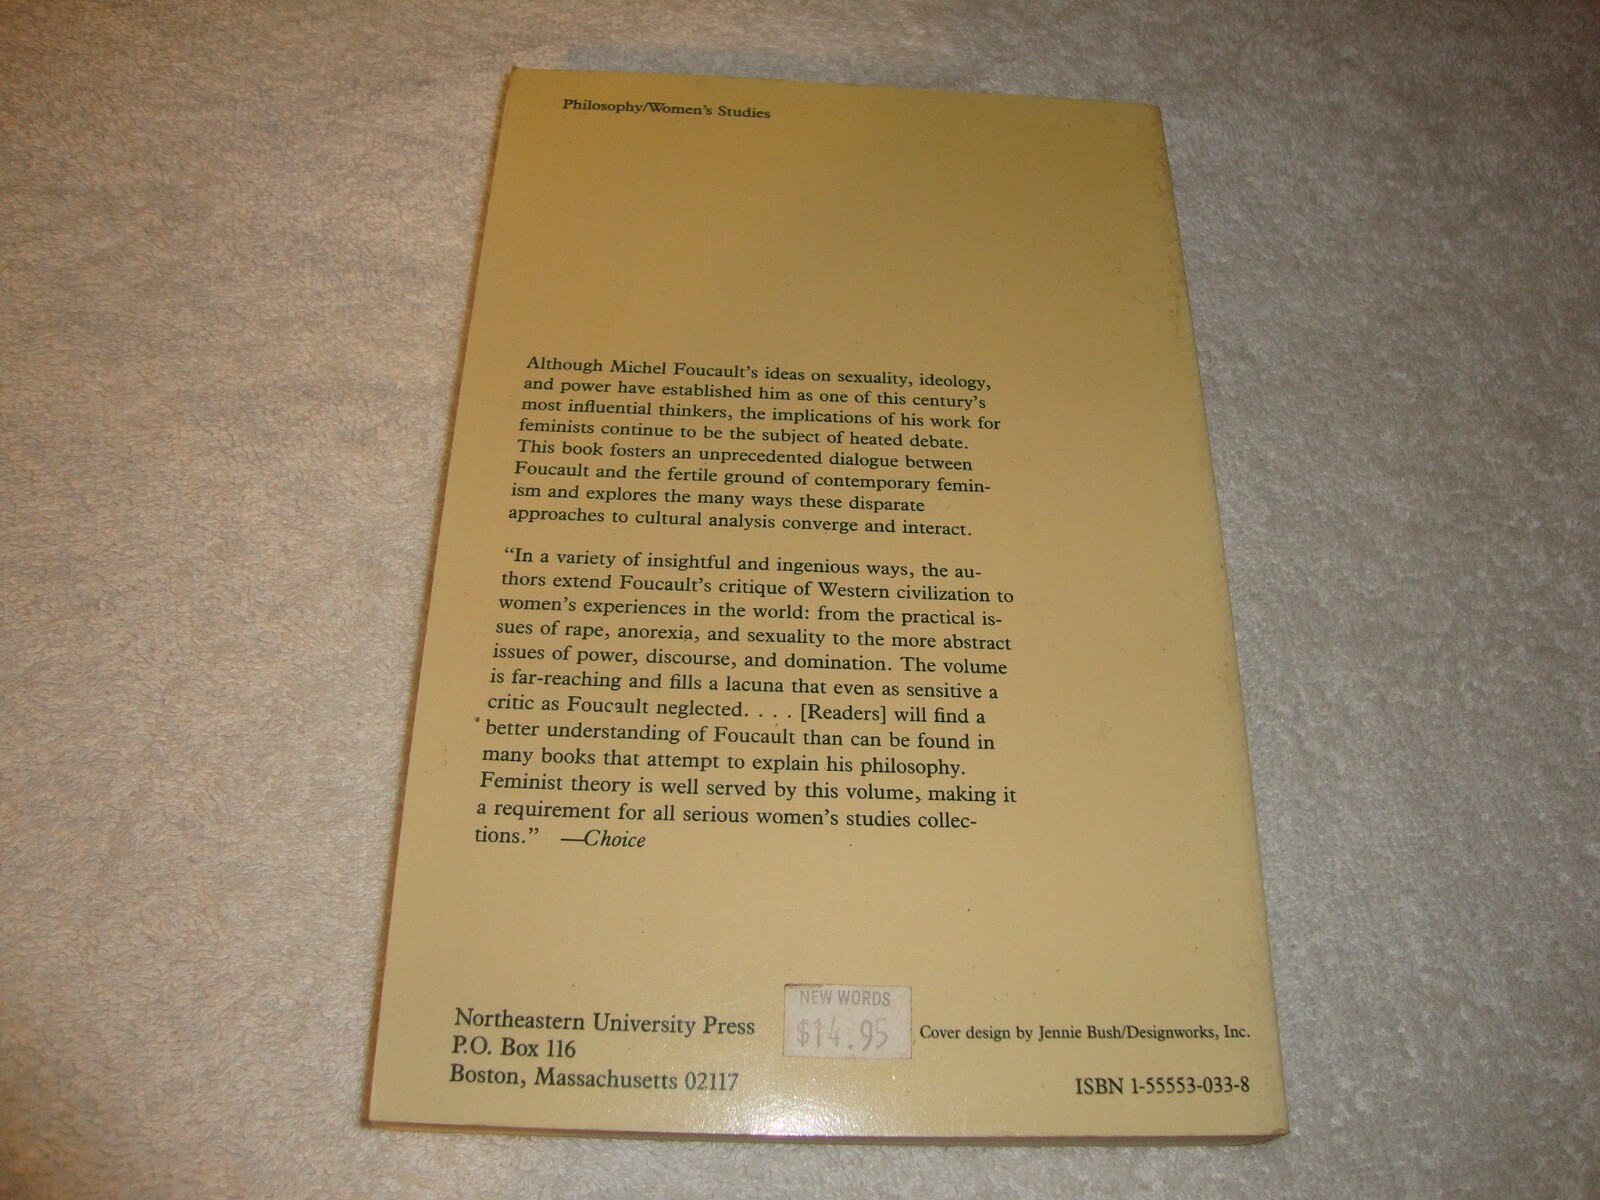 Philosophy/Women's Studies
Although Michel Foucault's ideas on sexuality, ideology,
and power have established him as one of this century's
most influential thinkers, the implications of his work for
feminists continue to be the subject of heated debate.
This book fosters an unprecedented dialogue between
Foucault and the fertile ground of contemporary femin-
ism and explores the many ways these disparate
approaches to cultural analysis converge and interact.
“In a variety of insightful and ingenious ways, the au-
thors extend Foucault's critique of Western civilization to
women's experiences in the world: from the practical is-
sues of rape, anorexia, and sexuality to the more abstract
issues of power, discourse, and domination. The volume
is far-reaching and fills a lacuna that even as sensitive a
critic as Foucault neglected. . . . [Readers] will find a
better understanding of Foucault than can be found in
many books that attempt to explain his philosophy.
Feminist theory is well served by this volume, making it
a requirement for all serious women's studies collec-
tions.” —Choice
Northeastern University Press
P.O. Box 116
Boston, Massachusetts 02117
NEW WORDS
$14.95
Cover design by Jennie Bush/Designworks, Inc.
ISBN 1-55553-033-8